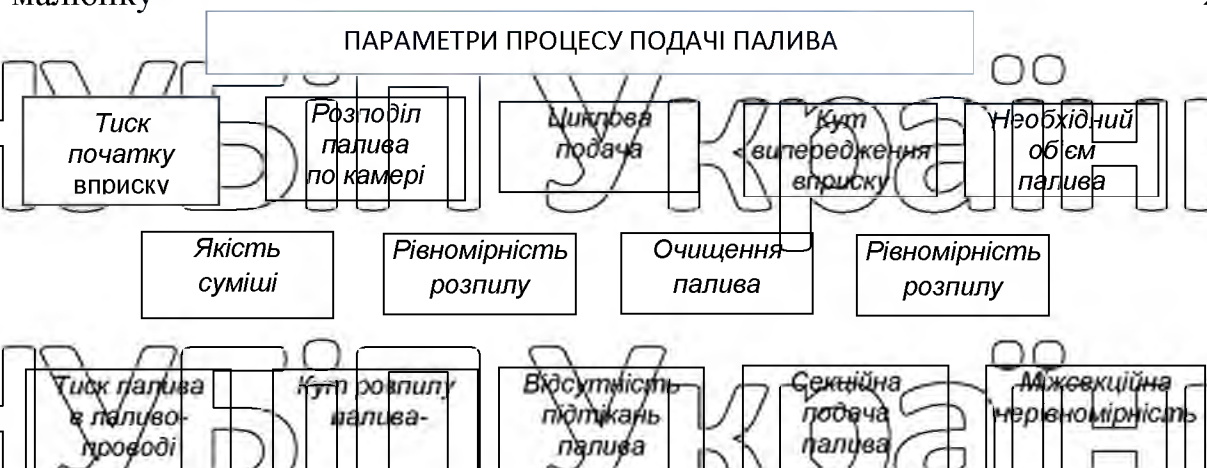 малюнку
ПАРАМЕТРИ ПРОЦЕСУ ПОДАЧІ ПАЛИВА
Тиск
початку
вприску
Розподіл
палива
по камері
Циклова
подача
Кут
випередження
вприску
Необхідний
об'єм
палива
Якість
суміші
Рівномірність
розпилу
Очищення
палива
Рівномірність
розпилу
Тиск палива
в паливо-
проводі
Кут розпилу
палива-
Відсутність
підтікань
палива
Секційна
подача
палива
Міжсекційна
нерівномірність